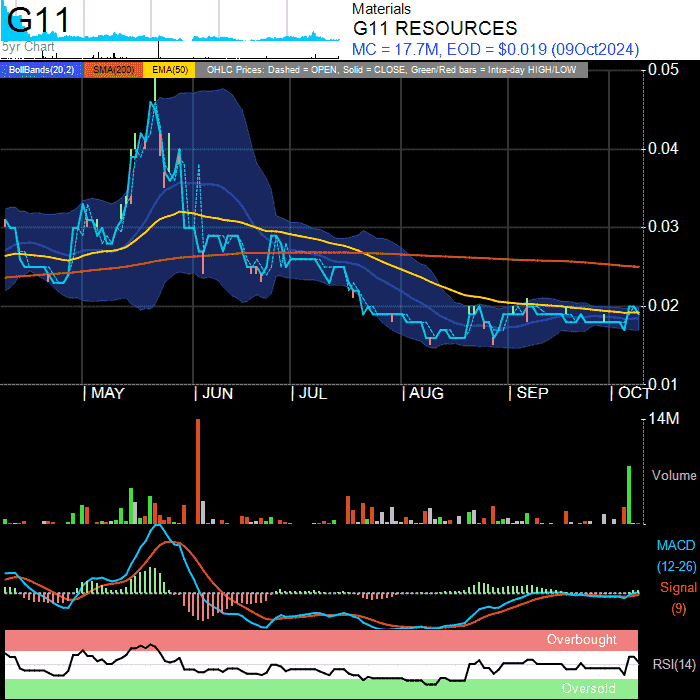 G11
5yr Chart
Materials
G11 RESOURCES
MC = 17.7M, EOD = $0.019 (09Oct2024)
BollBands(20,2) SMA(200) EMA(50) OHLC Prices: Dashed = OPEN, Solid = CLOSE, Green/Red bars = Intra-day HIGH/LOW
0.05
0.04
0.03
0.02
0.01
MAY JUN JUL AUG SEP OCT
14M
Volume
MACD
(12-26)
Signal
(9)
Overbought
RSI(14)
Oversold